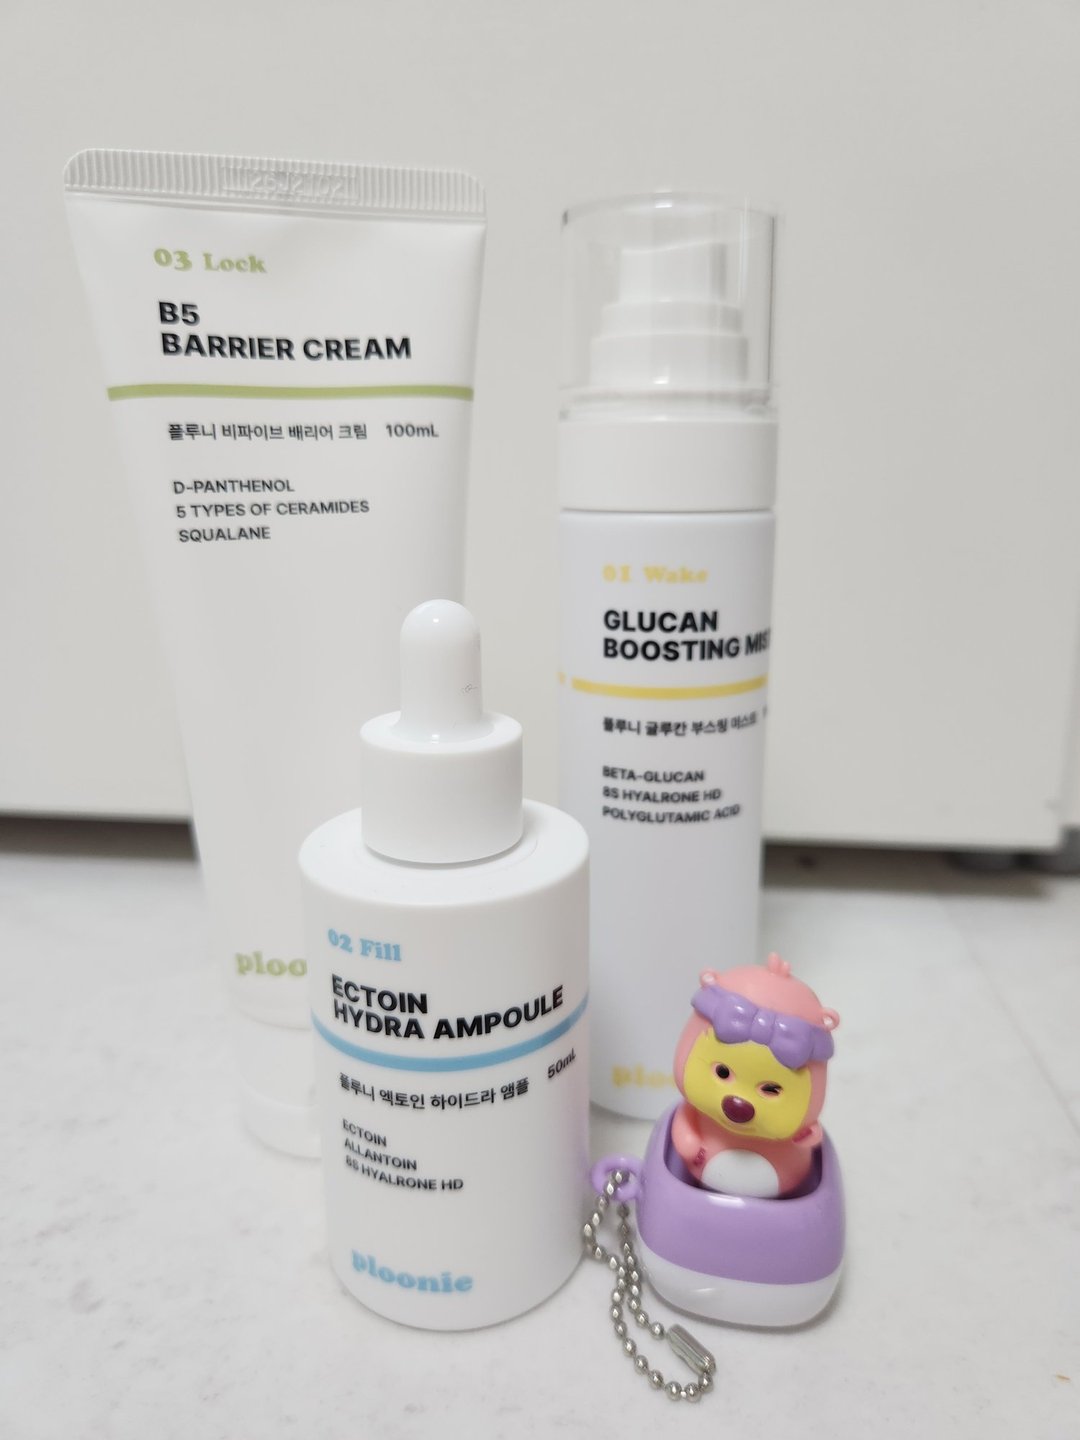 03 Lock
B5
BARRIER CREAM
플루니 비파이브 배리어 크림 100mL
D-PANTHENOL
5 TYPES OF CERAMIDES
SQUALANE
01 Wake
GLUCAN
BOOSTING
플루니 글루칸 부스팅 미스트
BETA-GLUCAN
8S HYALRONE HD
POLYGLUTAMIC ACID
02 Fill
ECTOIN
HYDRA AMPOULE
플루니 엑토인 하이드라 앰플 50mL
ECTOIN
ALLANTOIN
8S HYALRONE HD
ploonie